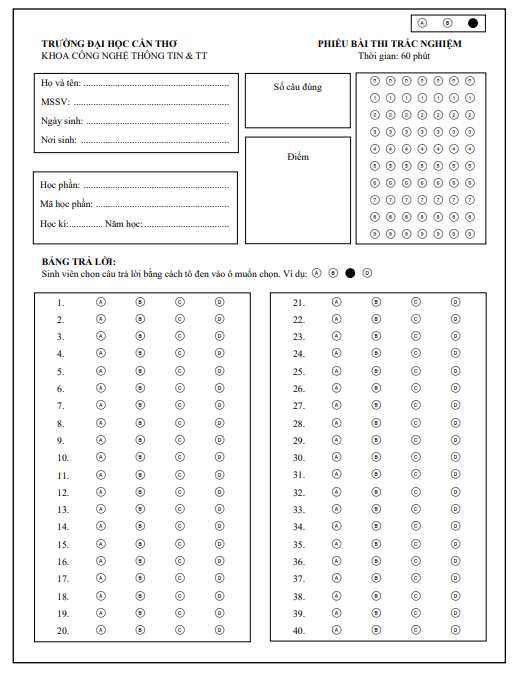 A B
TRƯỜNG ĐẠI HỌC CẦN THƠ
KHOA CÔNG NGHỆ THÔNG TIN & TT
PHIẾU BÀI THI TRẮC NGHIỆM
Thời gian: 60 phút
Họ và tên: ..........................................................
MSSV: ..........................................................
Ngày sinh: ..........................................................
Nơi sinh: ..........................................................
Học phần: ..........................................................
Mã học phần: ..........................................................
Học kì:.............. Năm học: ..................................
Số câu đúng
Điểm
0 0 0 0 0 0 0
1 1 1 1 1 1 1
2 2 2 2 2 2 2
3 3 3 3 3 3 3
4 4 4 4 4 4 4
5 5 5 5 5 5 5
6 6 6 6 6 6 6
7 7 7 7 7 7 7
8 8 8 8 8 8 8
9 9 9 9 9 9 9
BẢNG TRẢ LỜI:
Sinh viên chọn câu trả lời bằng cách tô đen vào ô muốn chọn. Ví dụ: A B D
1. A B C D
2. A B C D
3. A B C D
4. A B C D
5. A B C D
6. A B C D
7. A B C D
8. A B C D
9. A B C D
10. A B C D
11. A B C D
12. A B C D
13. A B C D
14. A B C D
15. A B C D
16. A B C D
17. A B C D
18. A B C D
19. A B C D
20. A B C D
21. A B C D
22. A B C D
23. A B C D
24. A B C D
25. A B C D
26. A B C D
27. A B C D
28. A B C D
29. A B C D
30. A B C D
31. A B C D
32. A B C D
33. A B C D
34. A B C D
35. A B C D
36. A B C D
37. A B C D
38. A B C D
39. A B C D
40. A B C D